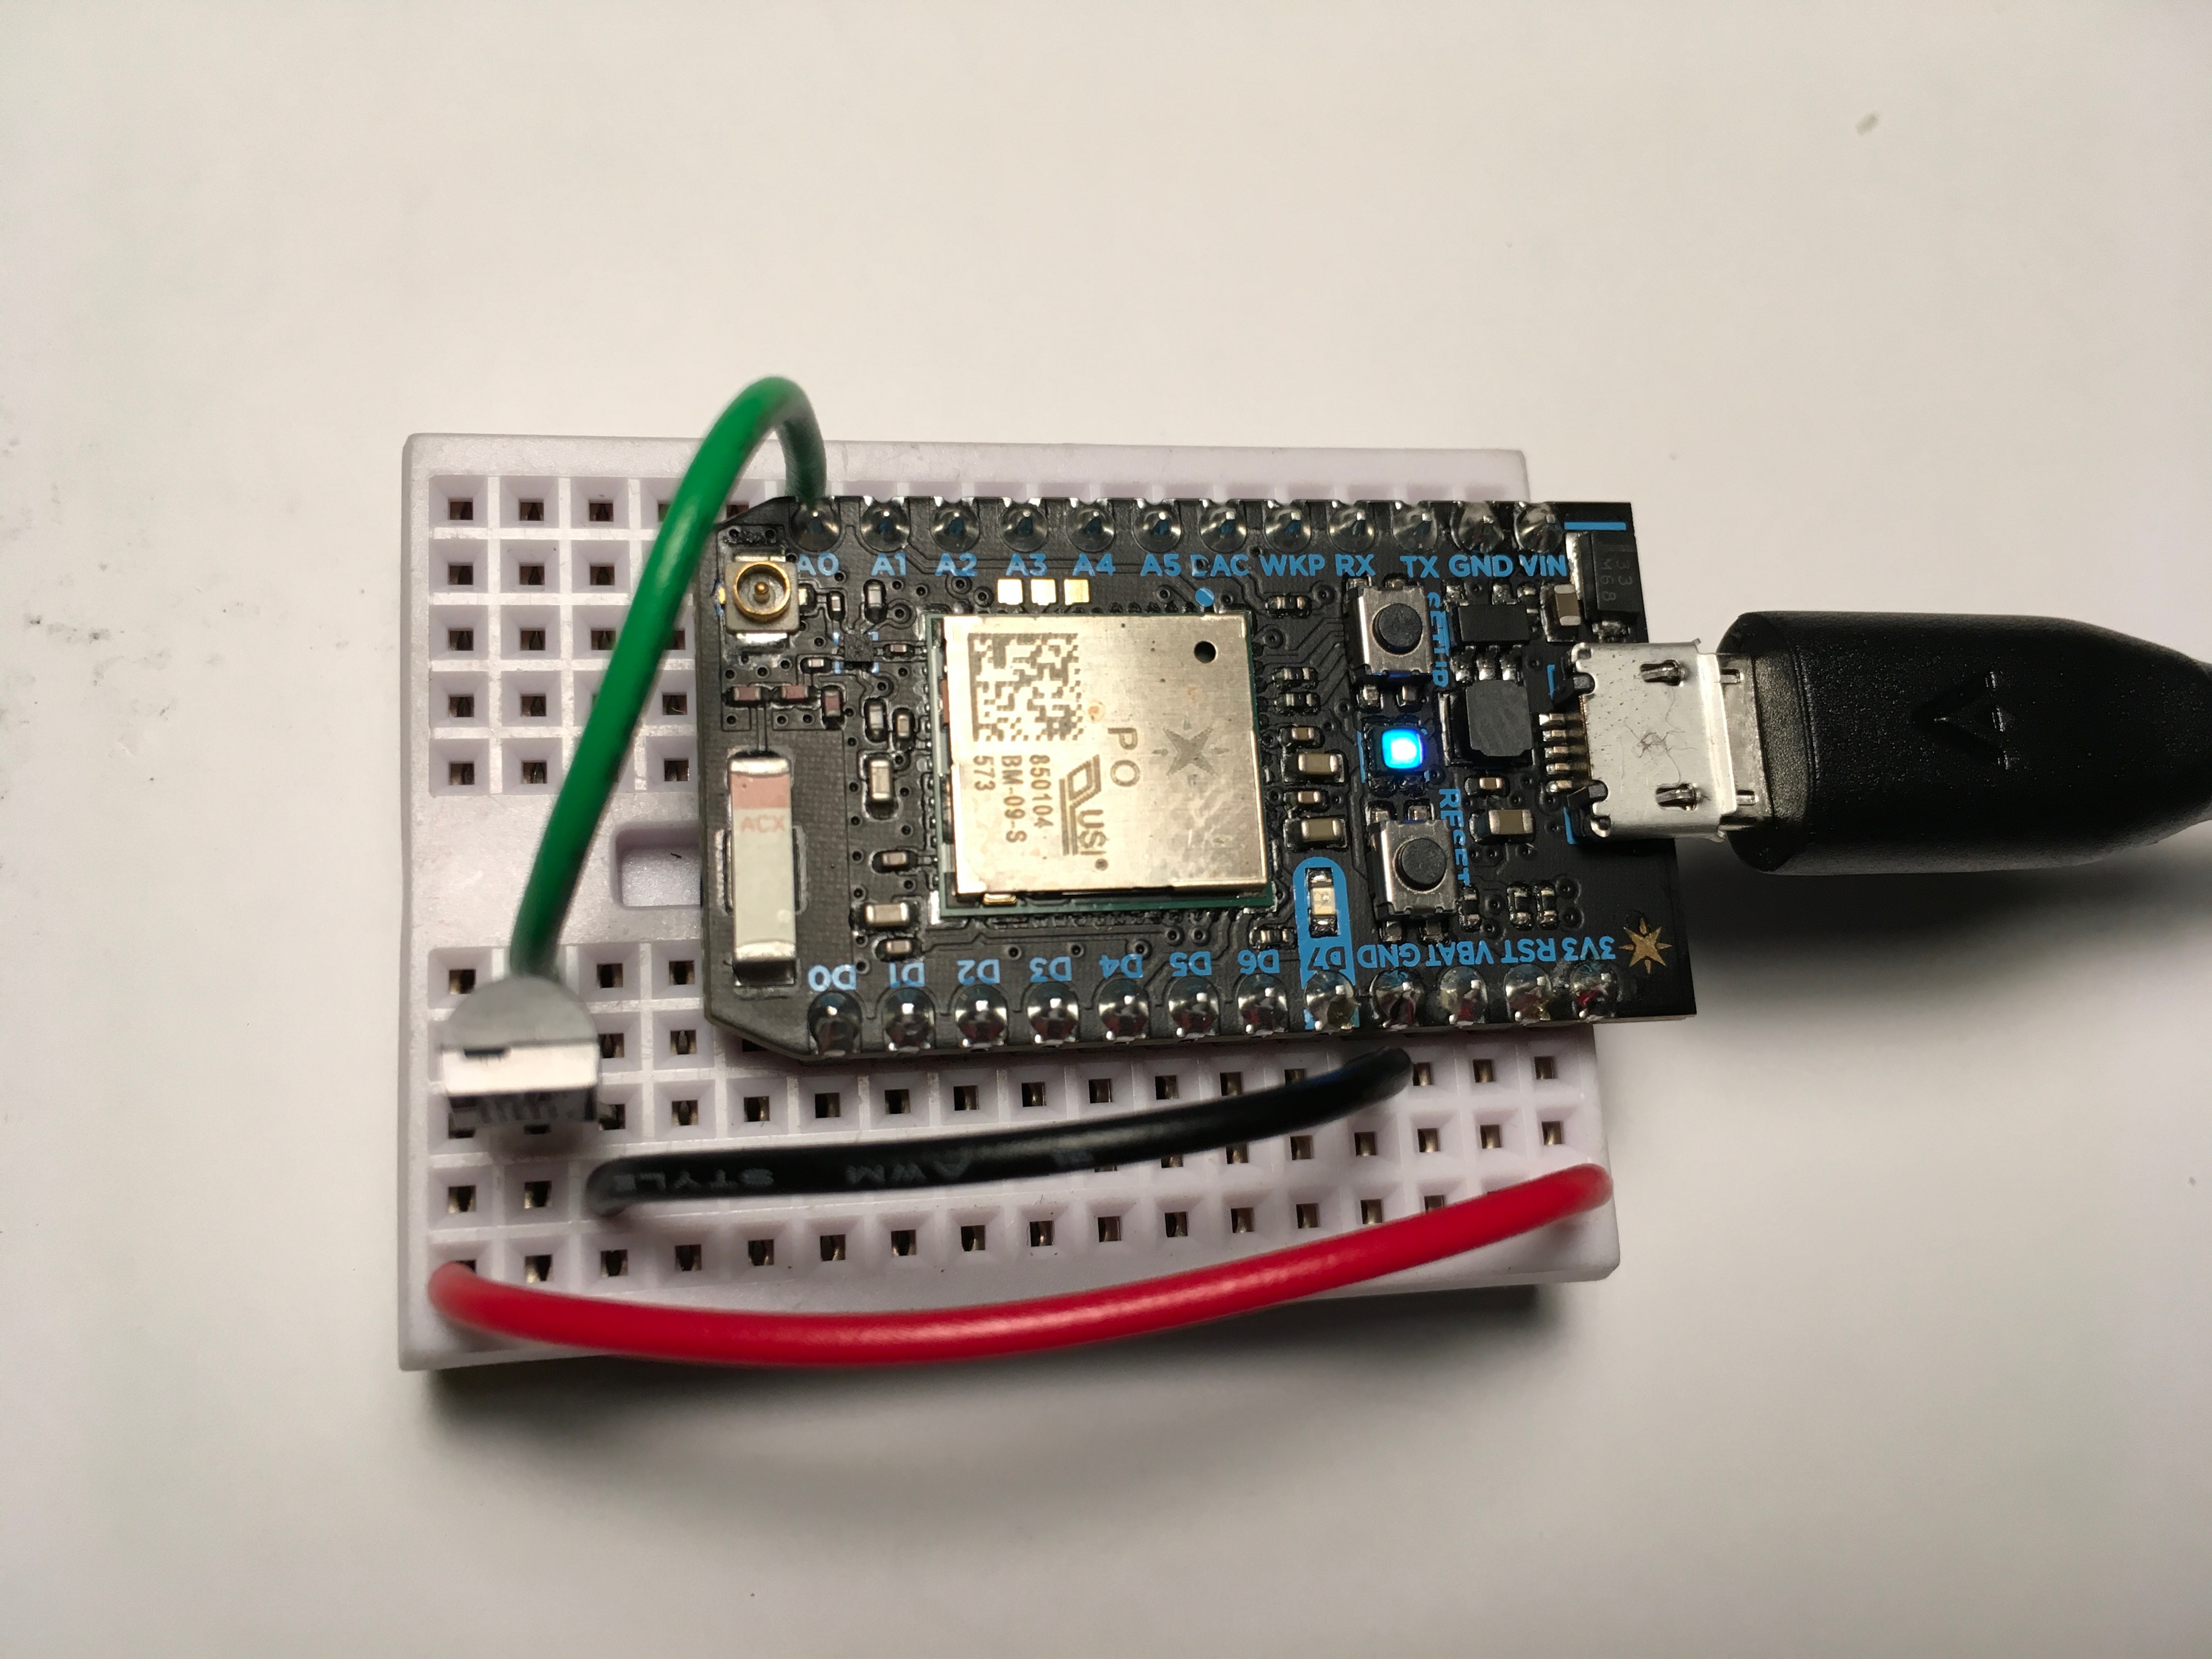 A0 A1 A2 A3 A4 A5 DAC WKP RX TX GND VIN
SETUP
PO
USI
850104
BM-09-S
573
ACX
RESET
D0 D1 D2 D3 D4 D5 D6 D7 GND VBAT RST 3V3
AWM STYLE